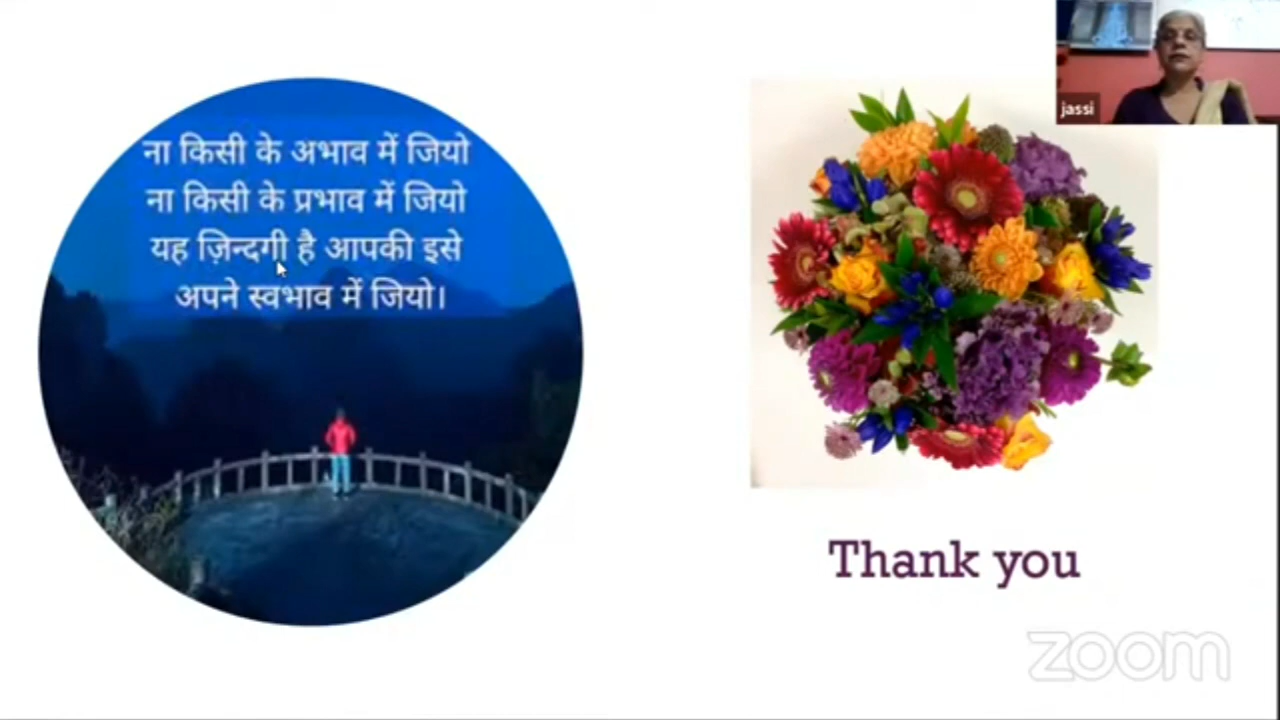 ना किसी के अभाव में जियो
ना किसी के प्रभाव में जियो
यह ज़िन्दगी है आपकी इसे
अपने स्वभाव में जियो।
jassi
Thank you
zoom